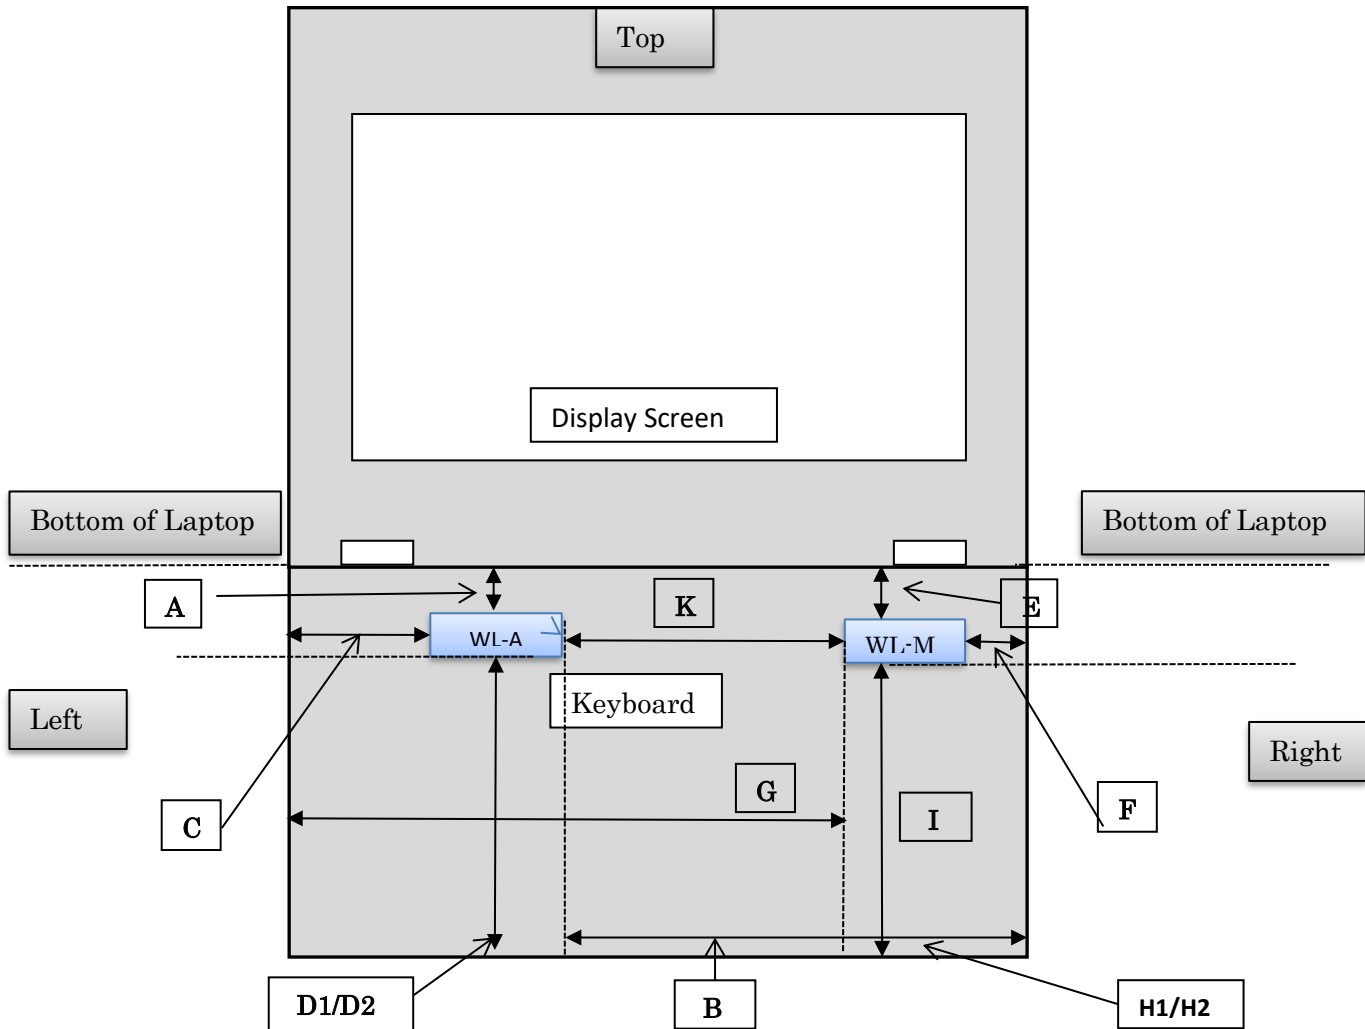 Top
Display Screen
Bottom of Laptop
Bottom of Laptop
A
K
E
WL-A
WL-M
Keyboard
Left
Right
G
C
I
F
D1/D2
B
H1/H2